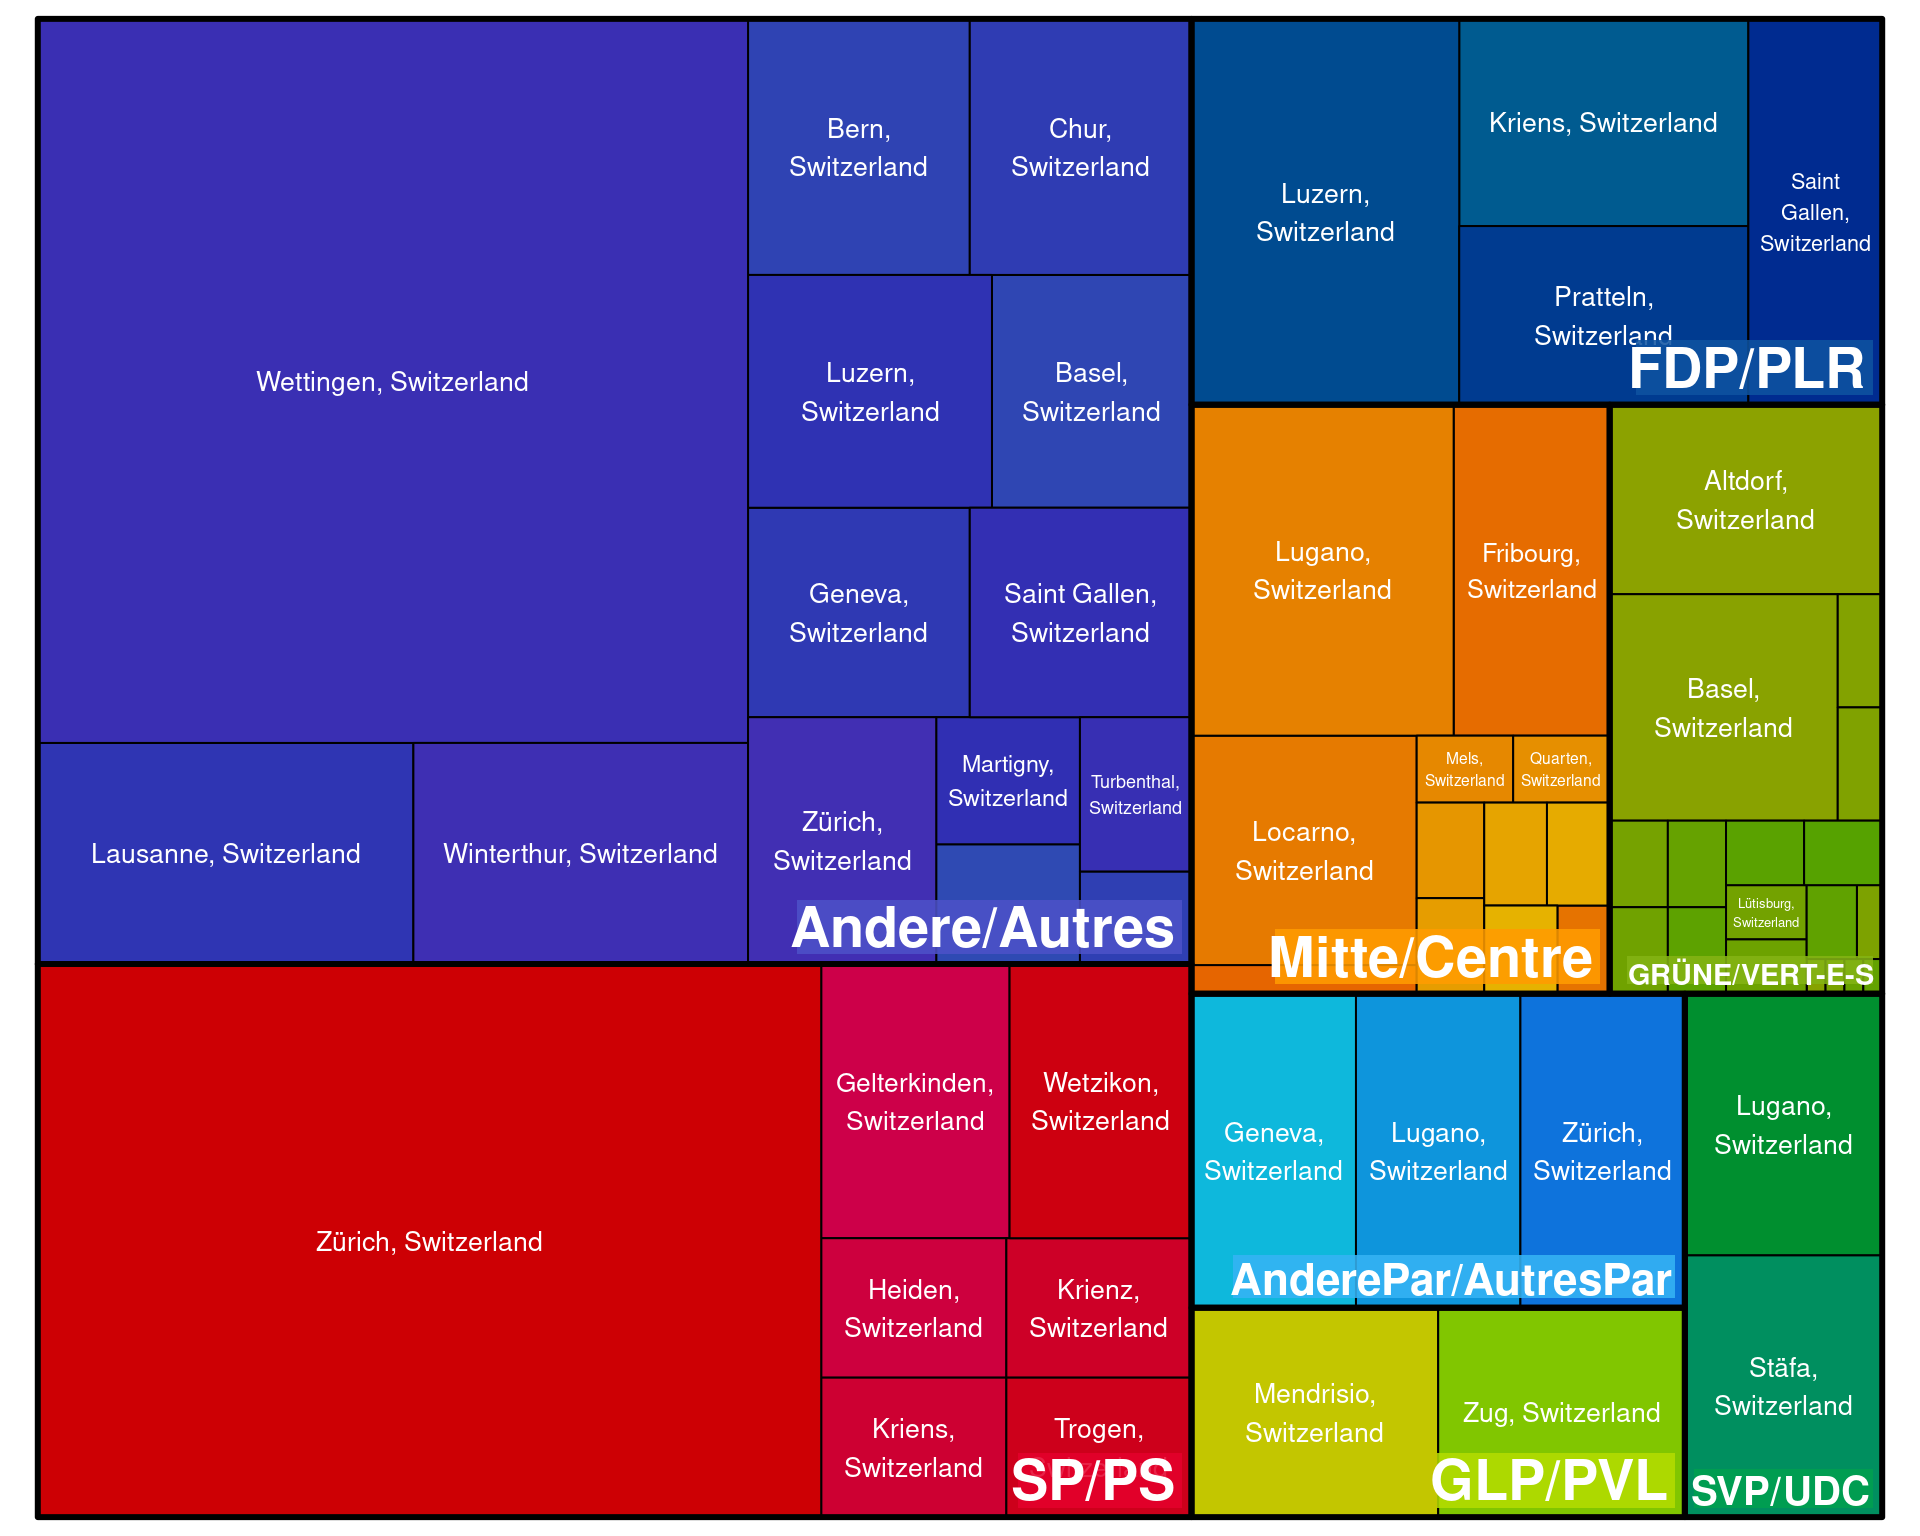 Wettingen, Switzerland
Bern,
Switzerland
Chur,
Switzerland
Luzern,
Switzerland
Basel,
Switzerland
Geneva,
Switzerland
Saint Gallen,
Switzerland
Lausanne, Switzerland
Winterthur, Switzerland
Zürich,
Switzerland
Martigny,
Switzerland
Turbenthal,
Switzerland
Andere/Autres
Zürich, Switzerland
Gelterkinden,
Switzerland
Wetzikon,
Switzerland
Heiden,
Switzerland
Krienz,
Switzerland
Kriens,
Switzerland
Trogen,
SP/PS
Luzern,
Switzerland
Kriens, Switzerland
Pratteln,
Switzerland
Saint
Gallen,
Switzerland
FDP/PLR
Lugano,
Switzerland
Fribourg,
Switzerland
Locarno,
Switzerland
Mels,
Switzerland
Quarten,
Switzerland
Mitte/Centre
Altdorf,
Switzerland
Basel,
Switzerland
Lütisburg,
Switzerland
GRÜNE/VERT-E-S
Geneva,
Switzerland
Lugano,
Switzerland
Zürich,
Switzerland
AnderePar/AutresPar
Mendrisio,
Switzerland
Zug, Switzerland
GLP/PVL
Lugano,
Switzerland
Stäfa,
Switzerland
SVP/UDC